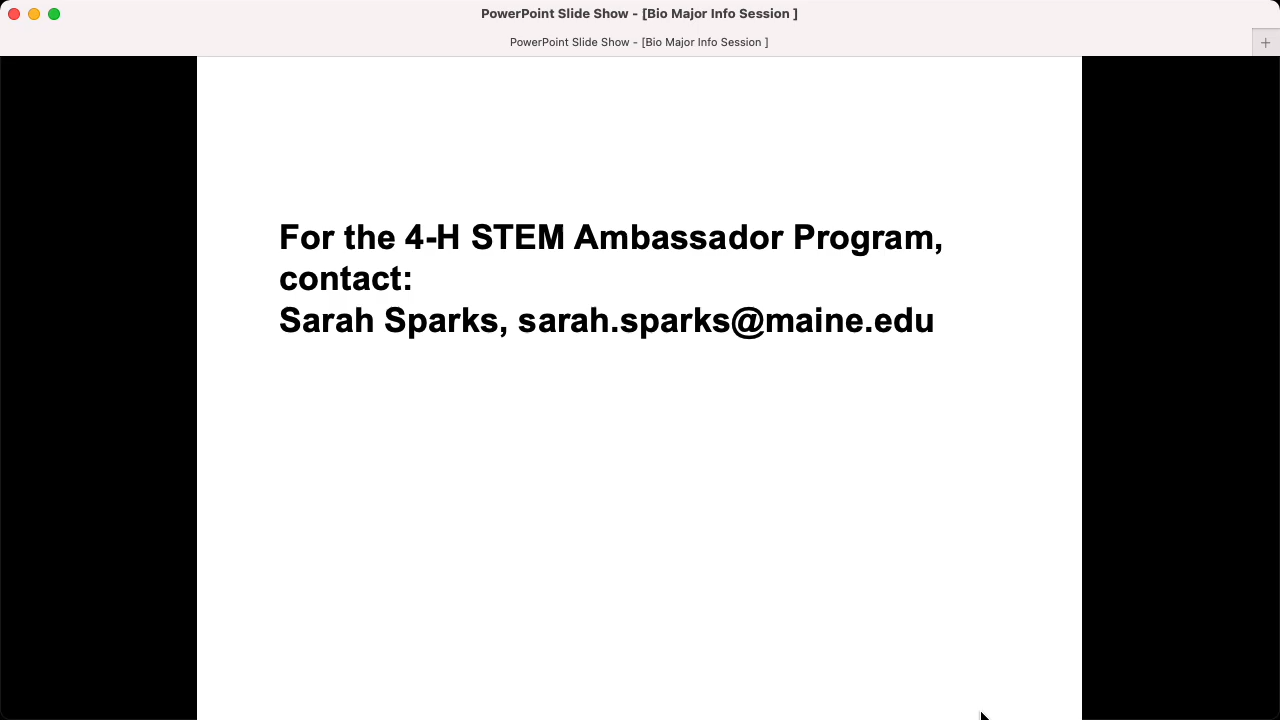 PowerPoint Slide Show - [Bio Major Info Session ]
PowerPoint Slide Show - [Bio Major Info Session ]
For the 4-H STEM Ambassador Program,
contact:
Sarah Sparks, sarah.sparks@maine.edu